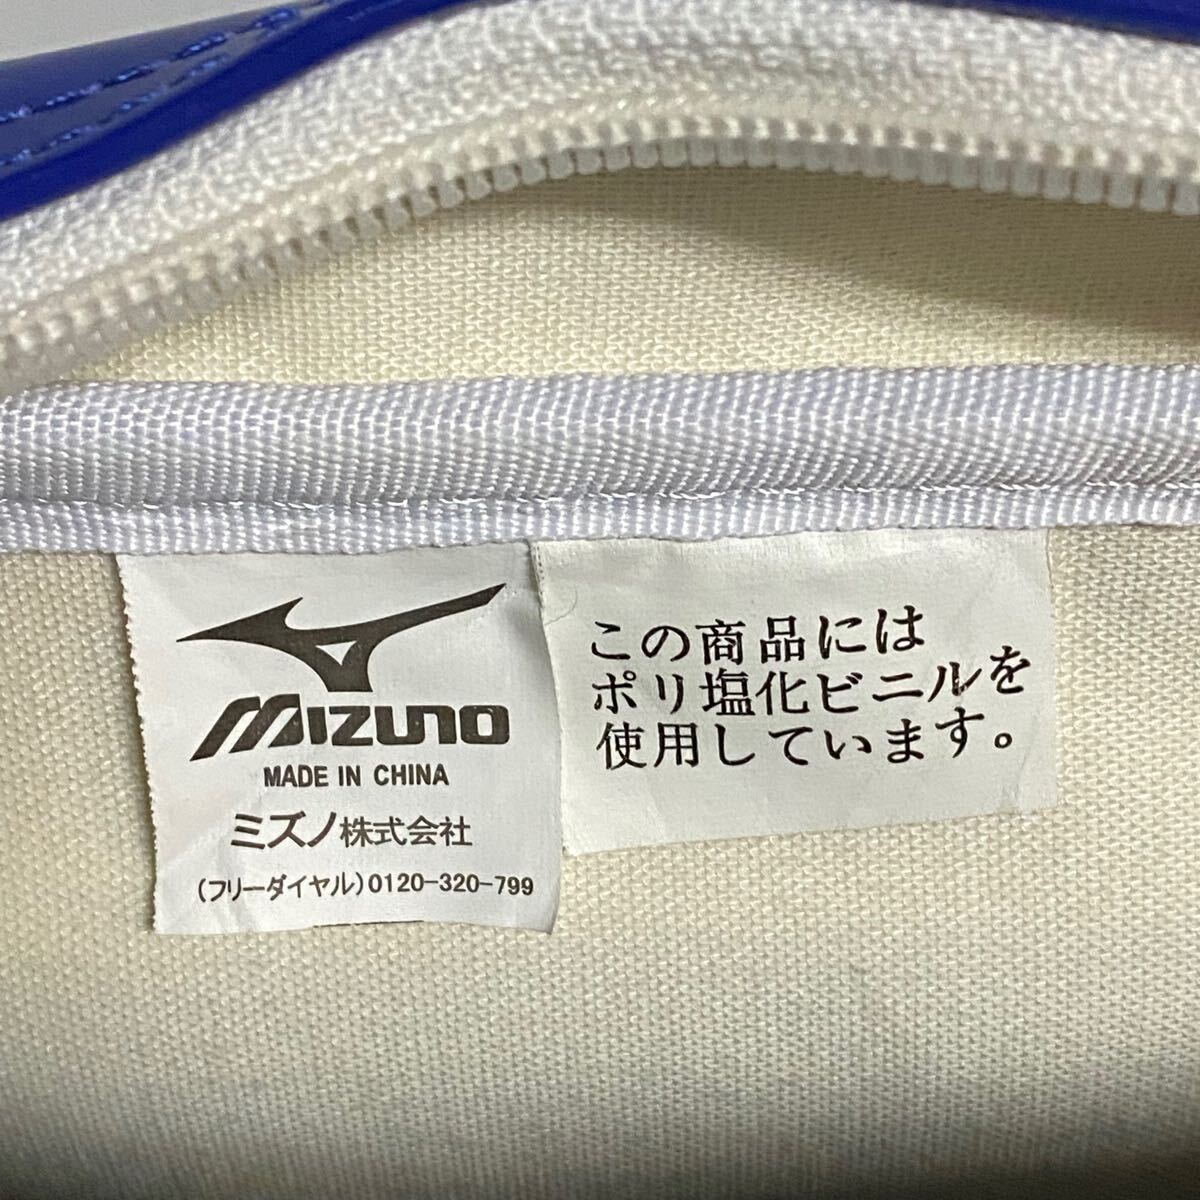 MIZUNO
MADE IN CHINA
ミズノ株式会社
(フリーダイヤル)0120-320-799
この商品には
ポリ塩化ビニルを
使用しています。